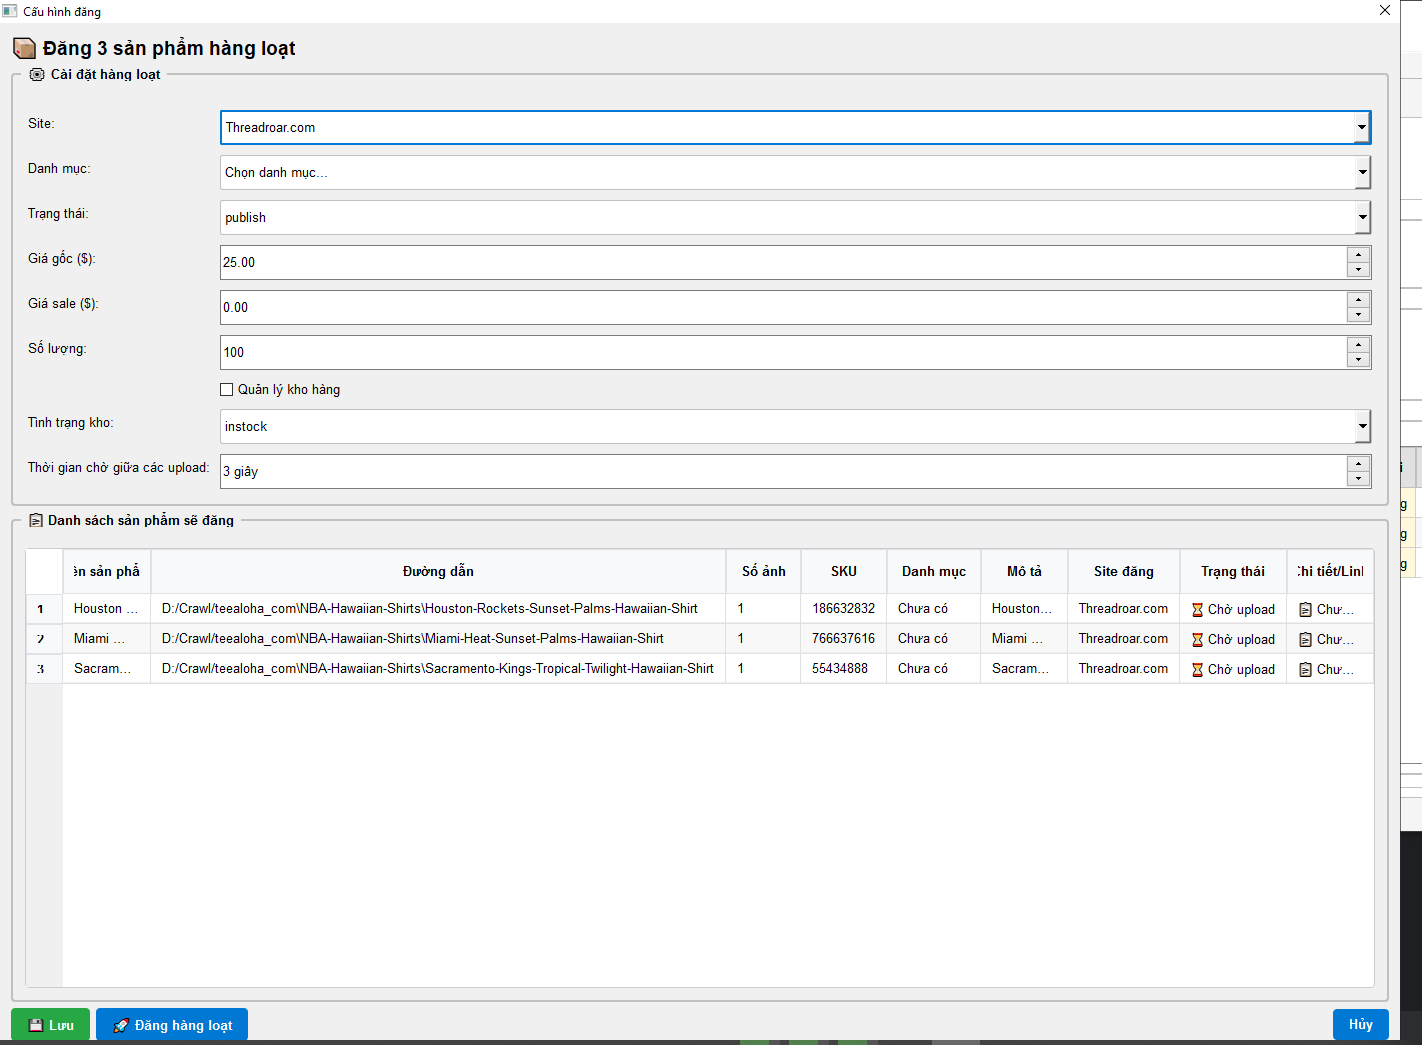 Cấu hình đăng
Đăng 3 sản phẩm hàng loạt
Cài đặt hàng loạt
Site:
Threadroar.com
Danh mục:
Chọn danh mục...
Trạng thái:
publish
Giá gốc ($):
25.00
Giá sale ($):
0.00
Số lượng:
100
Quản lý kho hàng
Tình trạng kho:
instock
Thời gian chờ giữa các upload:
3 giây
Danh sách sản phẩm sẽ đăng
ên sản phẩ Đường dẫn Số ảnh SKU Danh mục Mô tả Site đăng Trạng thái Chi tiết/Linl
1 Houston ... D:/Crawl/teealoha_com\NBA-Hawaiian-Shirts\Houston-Rockets-Sunset-Palms-Hawaiian-Shirt 1 186632832 Chưa có Houston... Threadroar.com Chờ upload Chư...
2 Miami ... D:/Crawl/teealoha_com\NBA-Hawaiian-Shirts\Miami-Heat-Sunset-Palms-Hawaiian-Shirt 1 766637616 Chưa có Miami ... Threadroar.com Chờ upload Chư...
3 Sacram... D:/Crawl/teealoha_com\NBA-Hawaiian-Shirts\Sacramento-Kings-Tropical-Twilight-Hawaiian-Shirt 1 55434888 Chưa có Sacram... Threadroar.com Chờ upload Chư...
Lưu
Đăng hàng loạt
Hủy